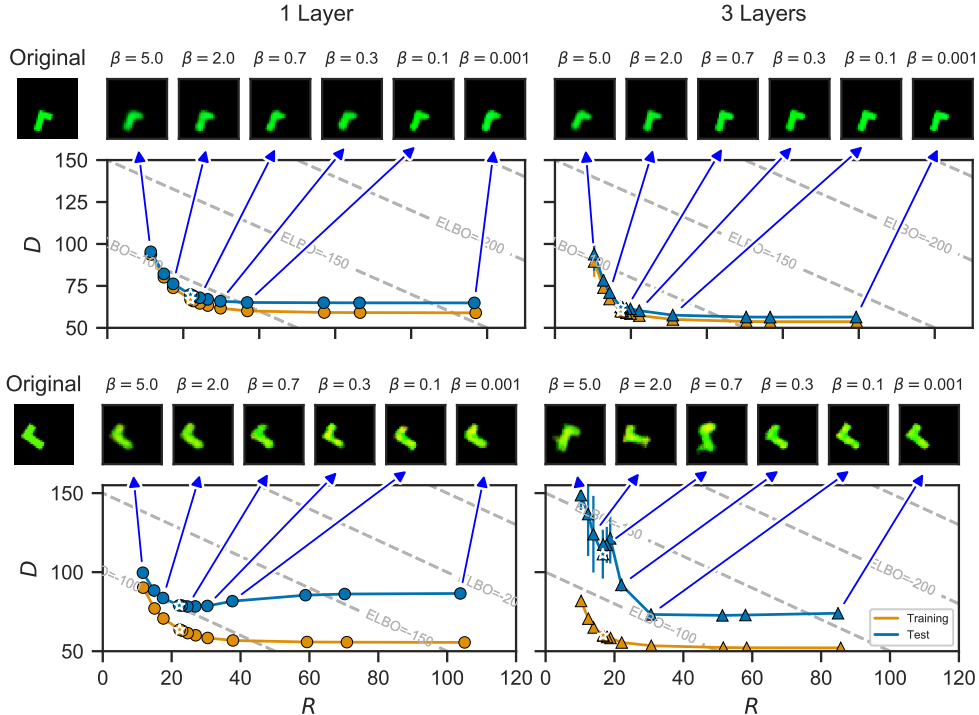 1 Layer 3 Layers
Original β = 5.0 β = 2.0 β = 0.7 β = 0.3 β = 0.1 β = 0.001 β = 5.0 β = 2.0 β = 0.7 β = 0.3 β = 0.1 β = 0.001
150
125
100
75
50
D
ELBO=-150
ELBO=-200
ELBO=-150
ELBO=-200
Original β = 5.0 β = 2.0 β = 0.7 β = 0.3 β = 0.1 β = 0.001 β = 5.0 β = 2.0 β = 0.7 β = 0.3 β = 0.1 β = 0.001
150
100
50
D
ELBO=-150
ELBO=-100
ELBO=-200
Training
Test
0 20 40 60 80 100 120 0 20 40 60 80 100 120
R R